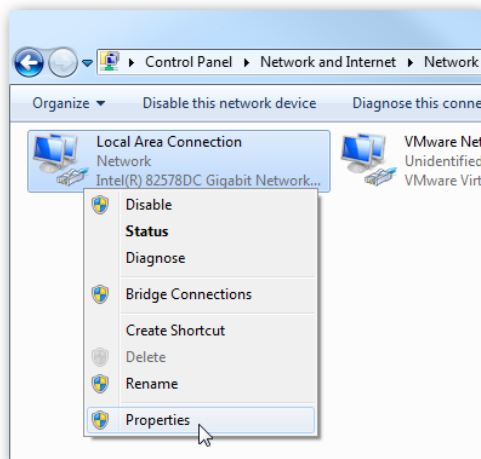 Control Panel Network and Internet Network
Organize Disable this network device Diagnose this conne
Local Area Connection
Network
Intel(R) 82578DC Gigabit Network...
VMware Net
Unidentified
VMware Virt
Disable
Status
Diagnose
Bridge Connections
Create Shortcut
Delete
Rename
Properties